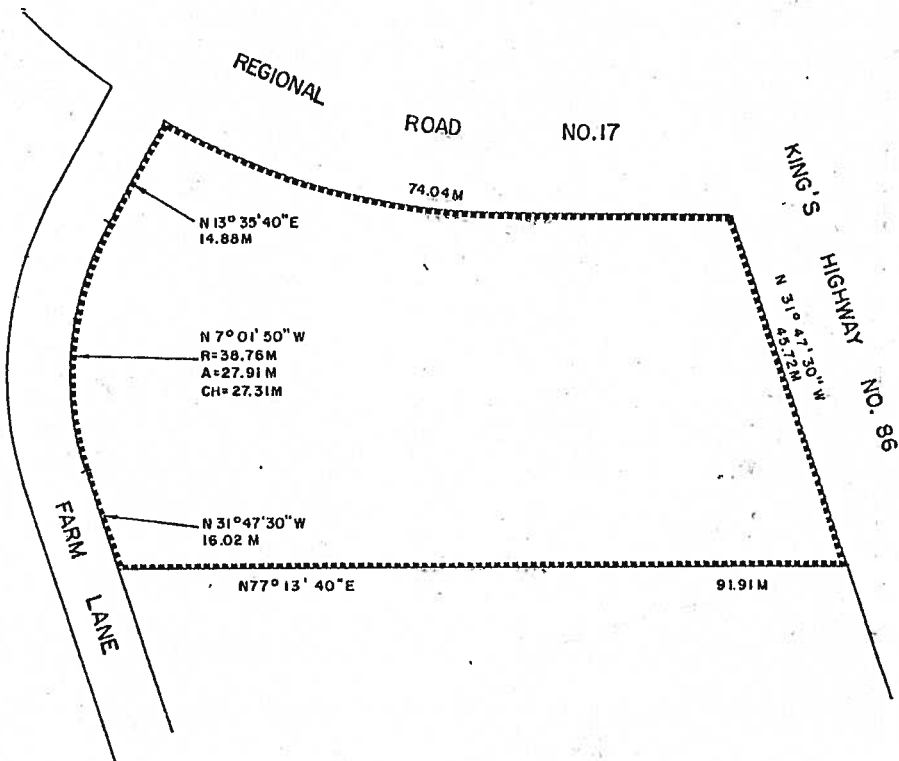 REGIONAL ROAD NO.17
74.04M
KING'S HIGHWAY NO. 86
N 13° 35' 40" E
14.88M
N 7° 01' 50" W
R=38.76M
A=27.91 M
CH= 27.31M
N 31° 47' 30" W
45.72M
N 31° 47' 30" W
16.02 M
FARM LANE
N77° 13' 40" E
91.91M